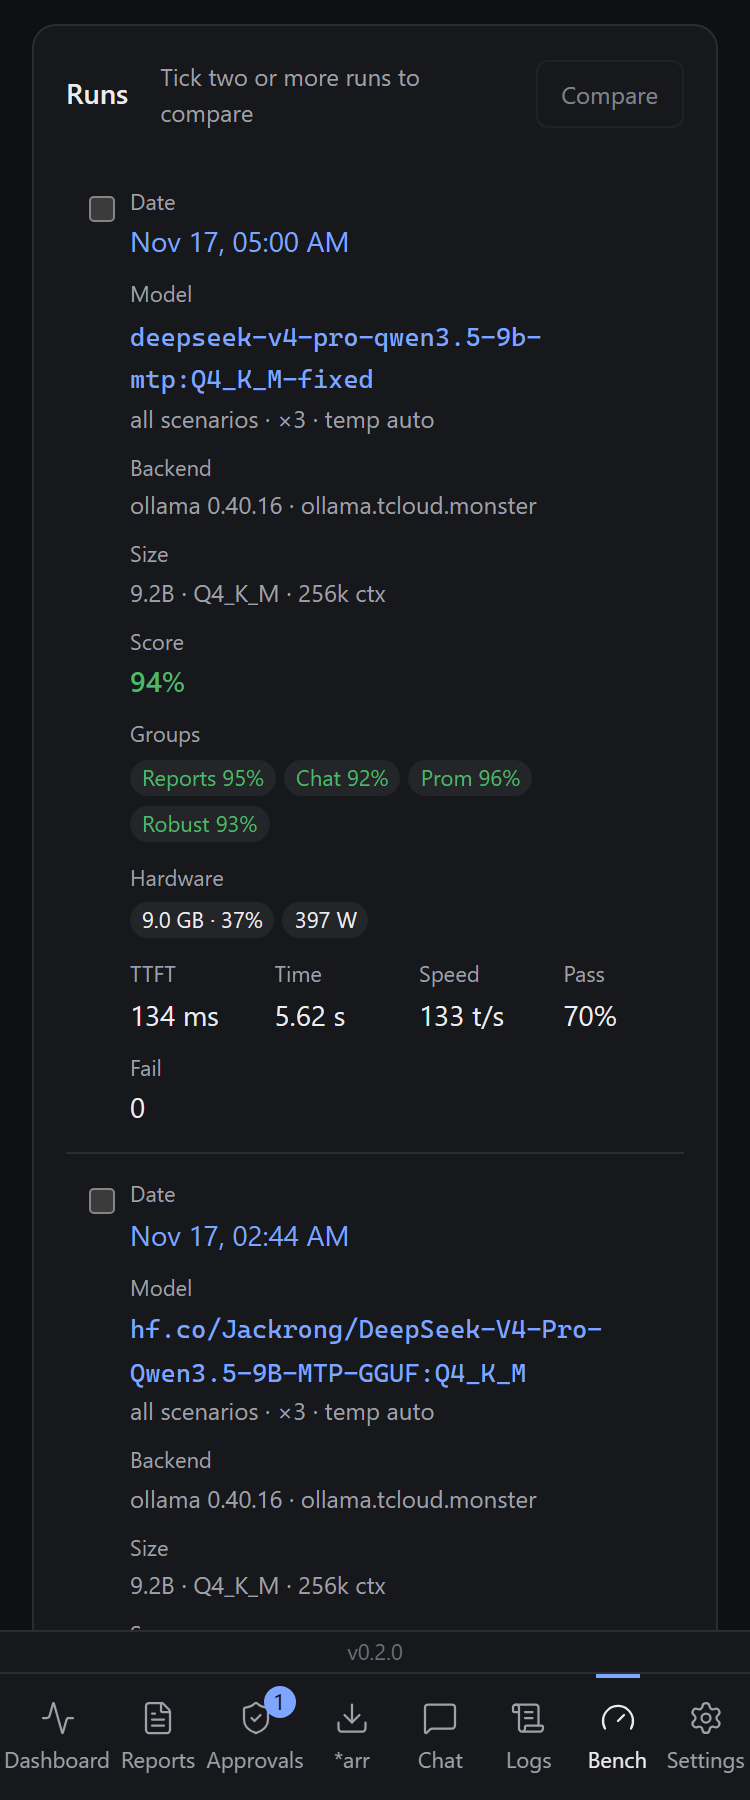 Runs
Tick two or more runs to
compare
Compare
Date
Nov 17, 05:00 AM
Model
deepseek-v4-pro-qwen3.5-9b-
mtp:Q4_K_M-fixed
all scenarios · ×3 · temp auto
Backend
ollama 0.40.16 · ollama.tcloud.monster
Size
9.2B · Q4_K_M · 256k ctx
Score
94%
Groups
Reports 95% Chat 92% Prom 96%
Robust 93%
Hardware
9.0 GB · 37% 397 W
TTFT Time Speed Pass
134 ms 5.62 s 133 t/s 70%
Fail
0
Date
Nov 17, 02:44 AM
Model
hf.co/Jackrong/DeepSeek-V4-Pro-
Qwen3.5-9B-MTP-GGUF:Q4_K_M
all scenarios · ×3 · temp auto
Backend
ollama 0.40.16 · ollama.tcloud.monster
Size
9.2B · Q4_K_M · 256k ctx
v0.2.0
1
Dashboard Reports Approvals *arr Chat Logs Bench Settings